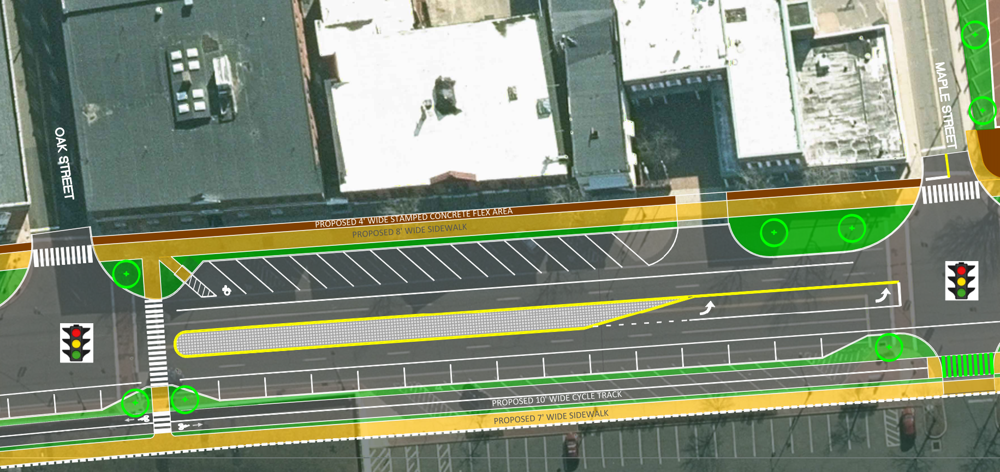 OAK STREET
MAPLE STREET
PROPOSED 4' WIDE STAMPED CONCRETE FLEX AREA
PROPOSED 8' WIDE SIDEWALK
PROPOSED 10' WIDE CYCLE TRACK
PROPOSED 7' WIDE SIDEWALK